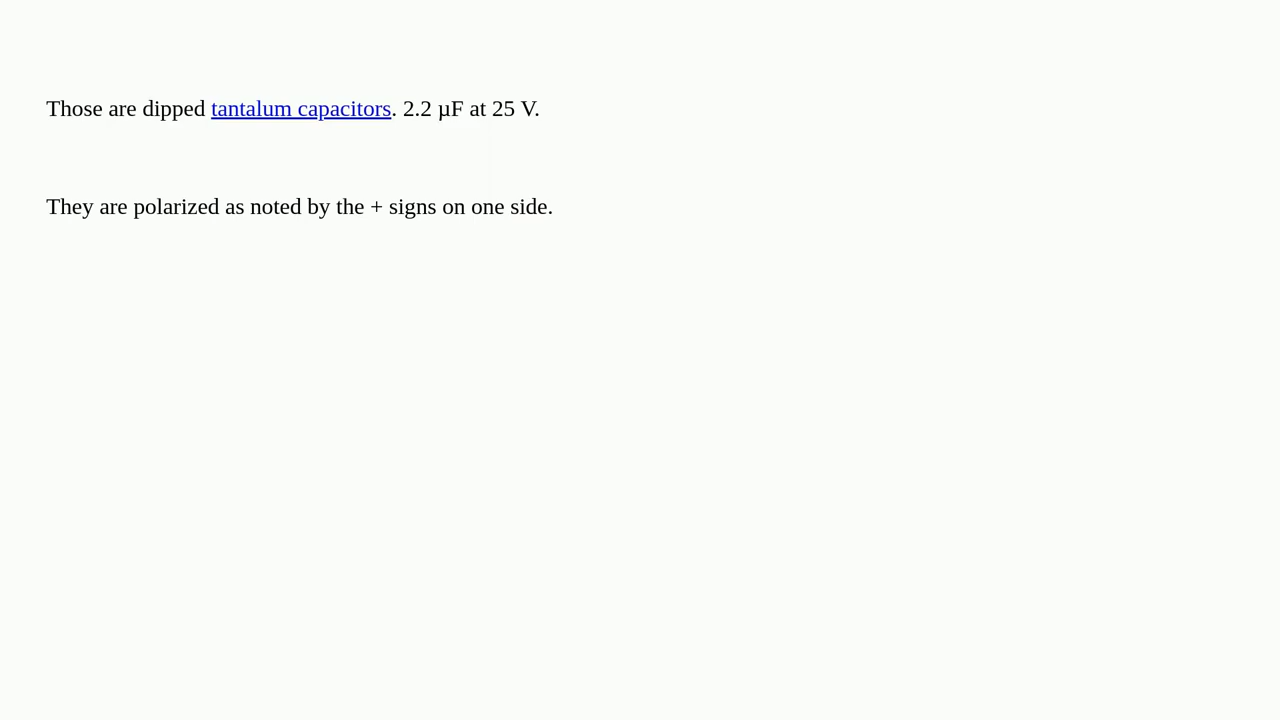 Those are dipped tantalum capacitors. 2.2 µF at 25 V.
They are polarized as noted by the + signs on one side.